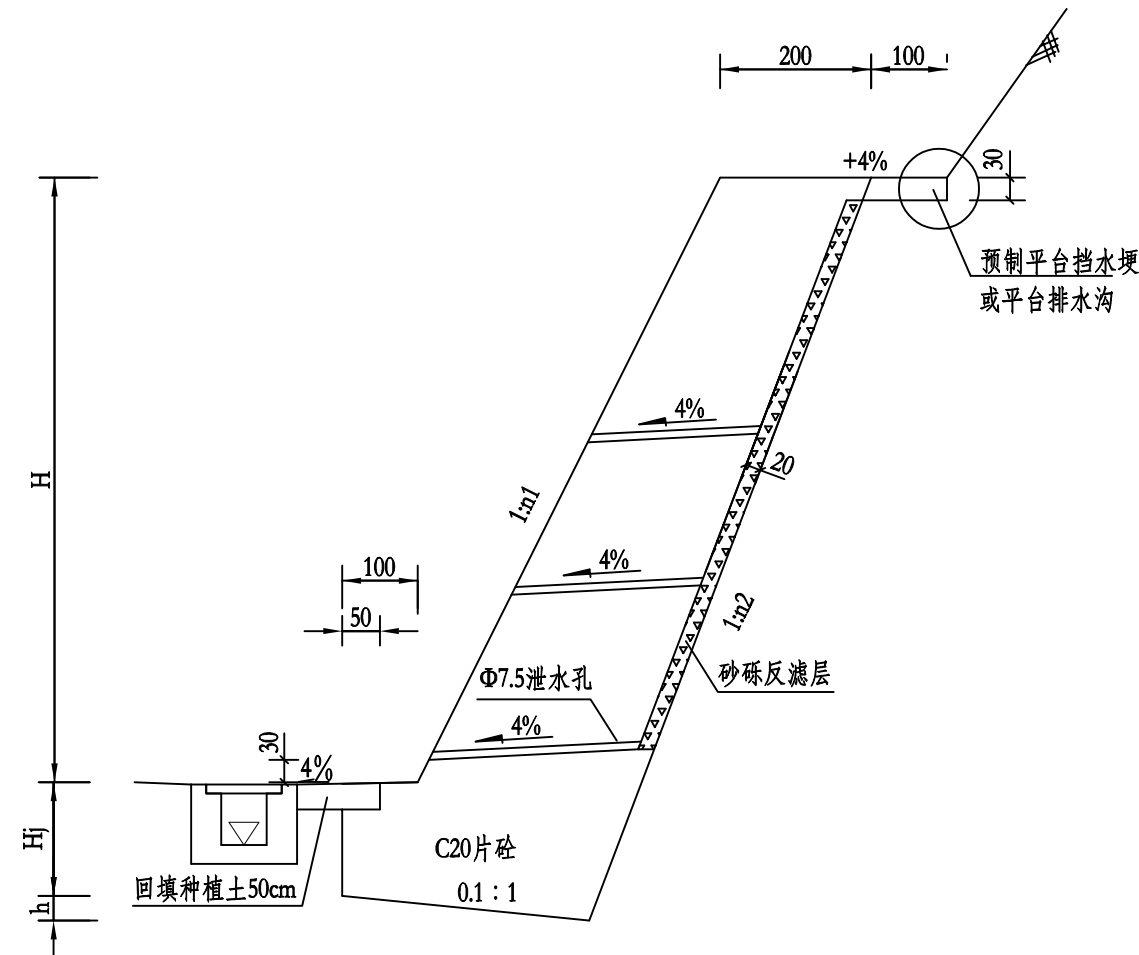 200
100
+4%
30
预制平台挡水埂
或平台排水沟
4%
20
H
1:n1
4%
100
50
1:n2
砂砾反滤层
Φ7.5泄水孔
4%
30
4%
Hj
C20片砼
回填种植土50cm
0.1：1
h